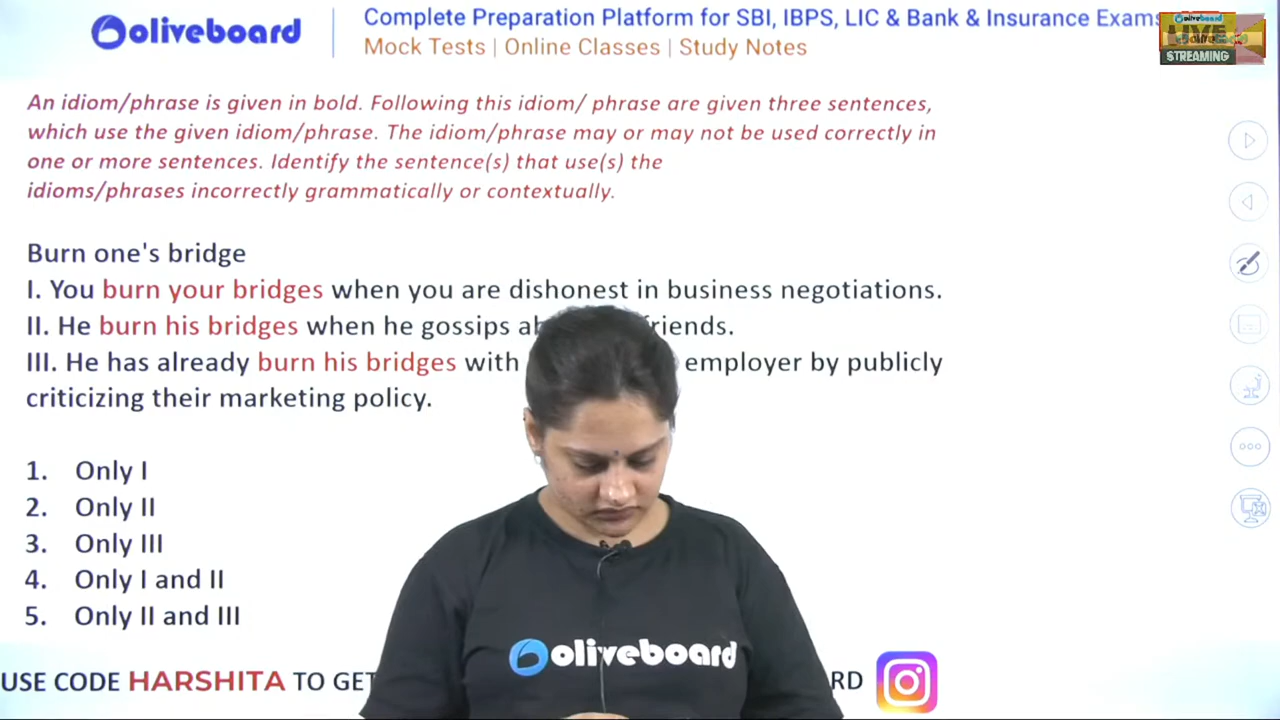 oliveboard
Complete Preparation Platform for SBI, IBPS, LIC & Bank & Insurance Exams
Mock Tests | Online Classes | Study Notes
LIVE
STREAMING
An idiom/phrase is given in bold. Following this idiom/ phrase are given three sentences,
which use the given idiom/phrase. The idiom/phrase may or may not be used correctly in
one or more sentences. Identify the sentence(s) that use(s) the
idioms/phrases incorrectly grammatically or contextually.
Burn one's bridge
I. You burn your bridges when you are dishonest in business negotiations.
II. He burn his bridges when he gossips friends.
III. He has already burn his bridges with employer by publicly
criticizing their marketing policy.
1. Only I
2. Only II
3. Only III
4. Only I and II
5. Only II and III
oliveboard
USE CODE HARSHITA TO GET